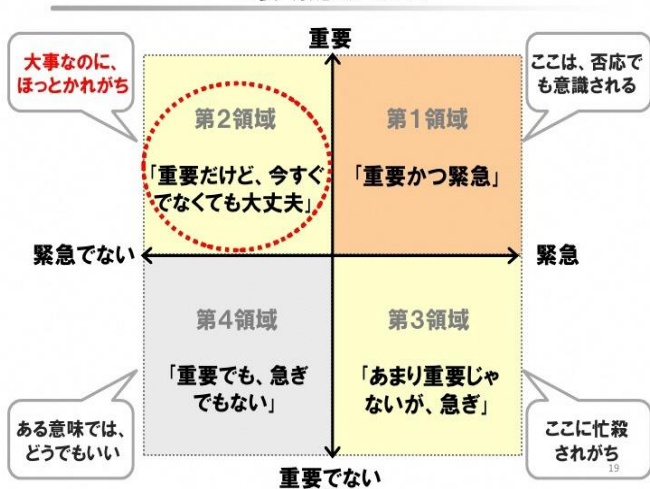 重要
大事なのに、
ほっとかれがち
ここは、否応で
も意識される
第2領域
第1領域
「重要だけど、今すぐ
でなくても大丈夫」
「重要かつ緊急」
緊急でない
緊急
第4領域
第3領域
「重要でも、急ぎ
でもない」
「あまり重要じゃ
ないが、急ぎ」
ある意味では、
どうでもいい
ここに忙殺
されがち
19
重要でない